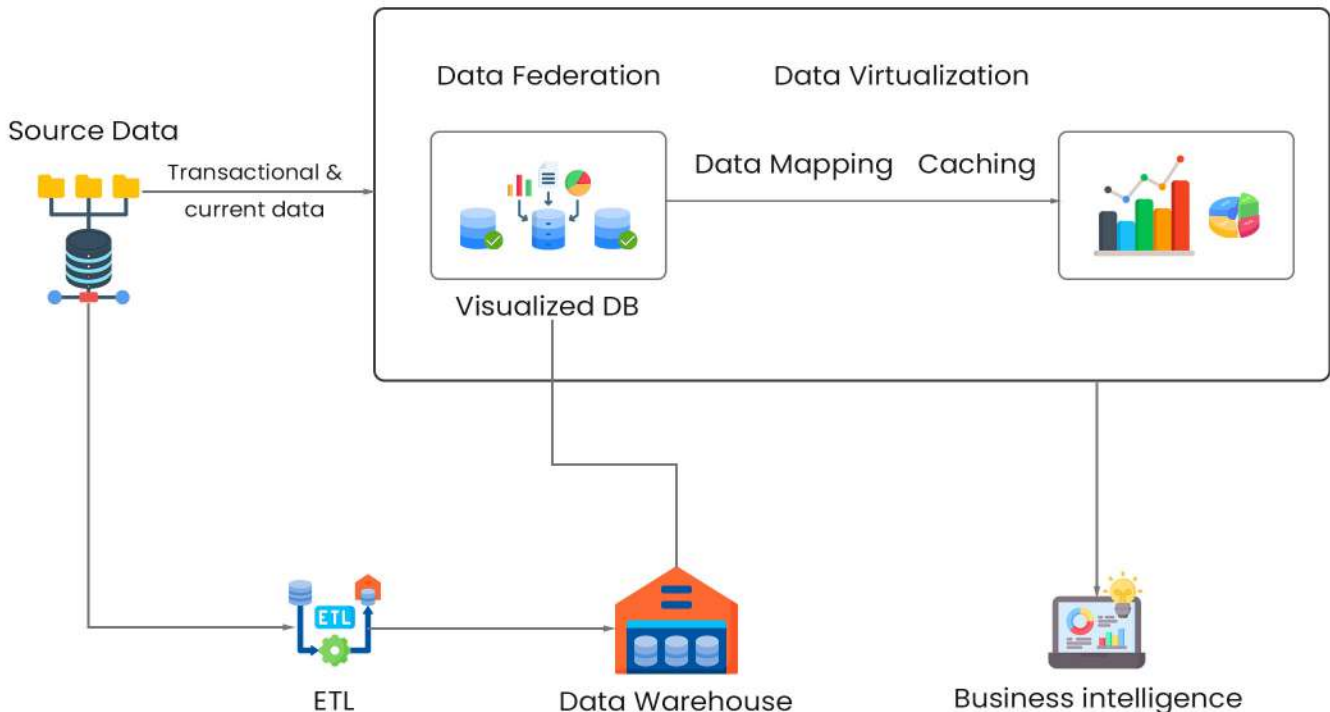 Data Federation
Data Virtualization
Source Data
Transactional &
current data
Data Mapping
Caching
Visualized DB
ETL
ETL
Data Warehouse
Business intelligence